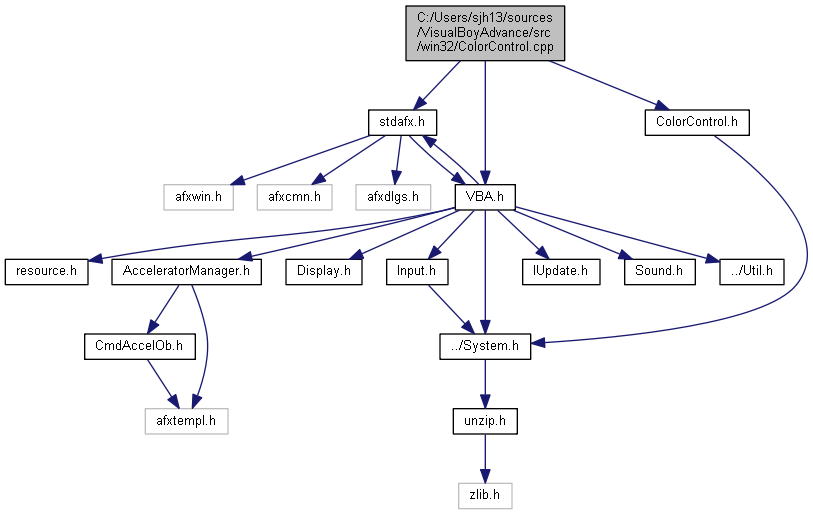 C:/Users/sjh13/sources
/VisualBoyAdvance/src
/win32/ColorControl.cpp
stdafx.h
ColorControl.h
afxwin.h
afxcmn.h
afxdlgs.h
VBA.h
resource.h
AcceleratorManager.h
Display.h
Input.h
IUpdate.h
Sound.h
../Util.h
CmdAccelOb.h
../System.h
afxtempl.h
unzip.h
zlib.h